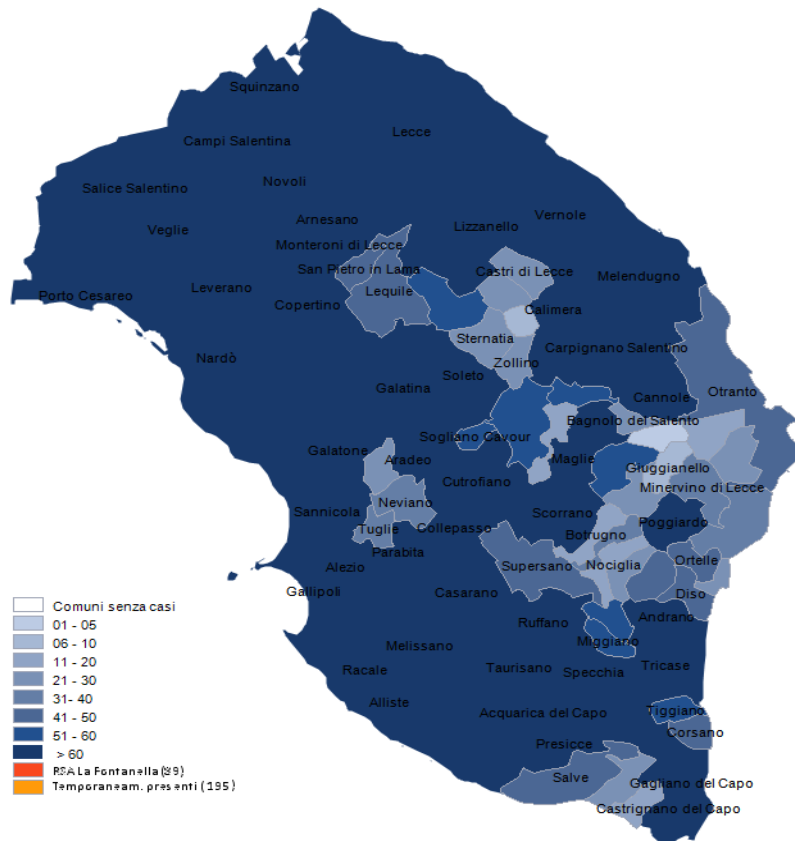 Squinzano
Lecce
Campi Salentina
Novoli
Salice Salentino
Vernole
Arnesano
Lizzanello
Veglie
Monteroni di Lecce
San Pietro in Lama
Castri di Lecce
Melendugno
Leverano
Lequile
Porto Cesareo
Copertino
Calimera
Sternatia
Carpignano Salentino
Nardò
Zollino
Soleto
Galatina
Otranto
Cannole
Bagnolo del Salento
Sogliano Cavour
Galatone
Maglie
Aradeo
Giuggianello
Cutrofiano
Minervino di Lecce
Neviano
Sannicola
Scorrano
Poggiardo
Tuglie
Collepasso
Botrugno
Parabita
Ortelle
Alezio
Supersano
Nociglia
Gallipoli
Casarano
Diso
Andrano
Ruffano
Miggiano
Melissano
Tricase
Racale
Taurisano
Specchia
Alliste
Tiggiano
Acquarica del Capo
Corsano
Presicce
Salve
Gagliano del Capo
Castrignano del Capo
Comuni senza casi
01 - 05
06 - 10
11 - 20
21 - 30
31- 40
41 - 50
51 - 60
> 60
RSA La Fontanella (89)
Temporaneam. presenti (195)